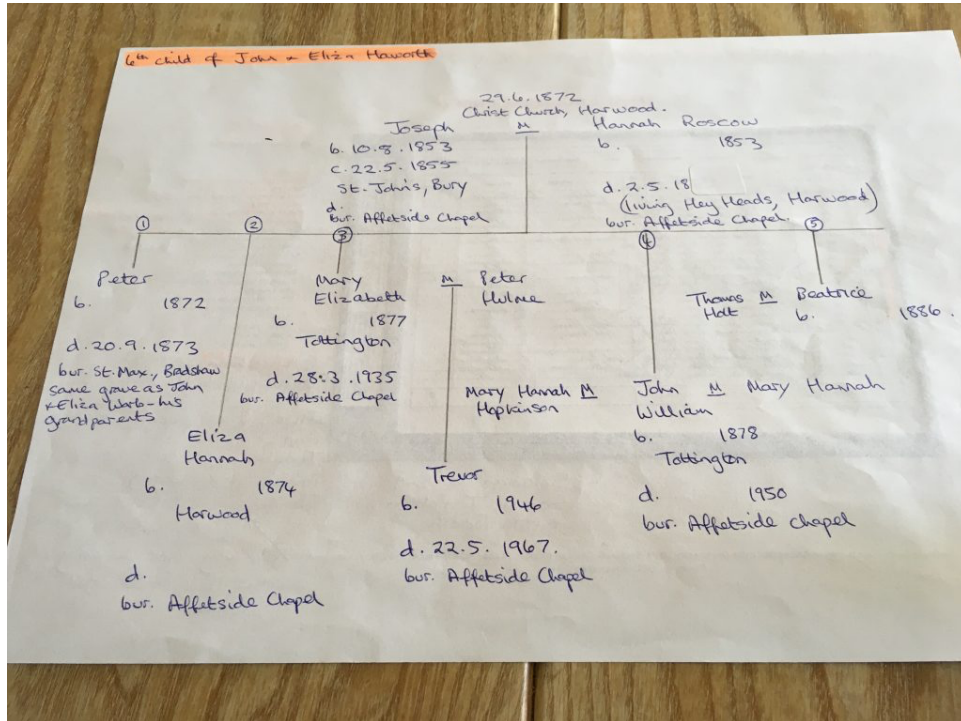 6th child of John & Eliza Haworth
29.6.1872
Christ Church, Harwood.
Joseph M Hannah Roscow
b. 10.8.1853
c. 22.5.1855
St. John's, Bury
d.
bur. Affetside Chapel
b. 1853
d. 2.5.18
(living Hey Heads, Harwood)
bur. Affetside Chapel.
1
2
3
4
5
Peter
b. 1872
d. 20.9.1873
bur. St. Max., Bradshaw
same grave as John
& Eliza - his
grandparents
Eliza
Hannah
b. 1874
Harwood
d.
bur. Affetside Chapel
Mary
Elizabeth
b. 1877
Tottington
d. 28.3.1935
bur. Affetside Chapel
M Peter
Hulme
Trevor
b. 1946
d. 22.5.1967.
bur. Affetside Chapel
Mary Hannah M
Hopkinson
John M Mary Hannah
William
b. 1878
Tottington
d. 1950
bur. Affetside Chapel
Thomas M Beatrice
Holt
b. 1886.